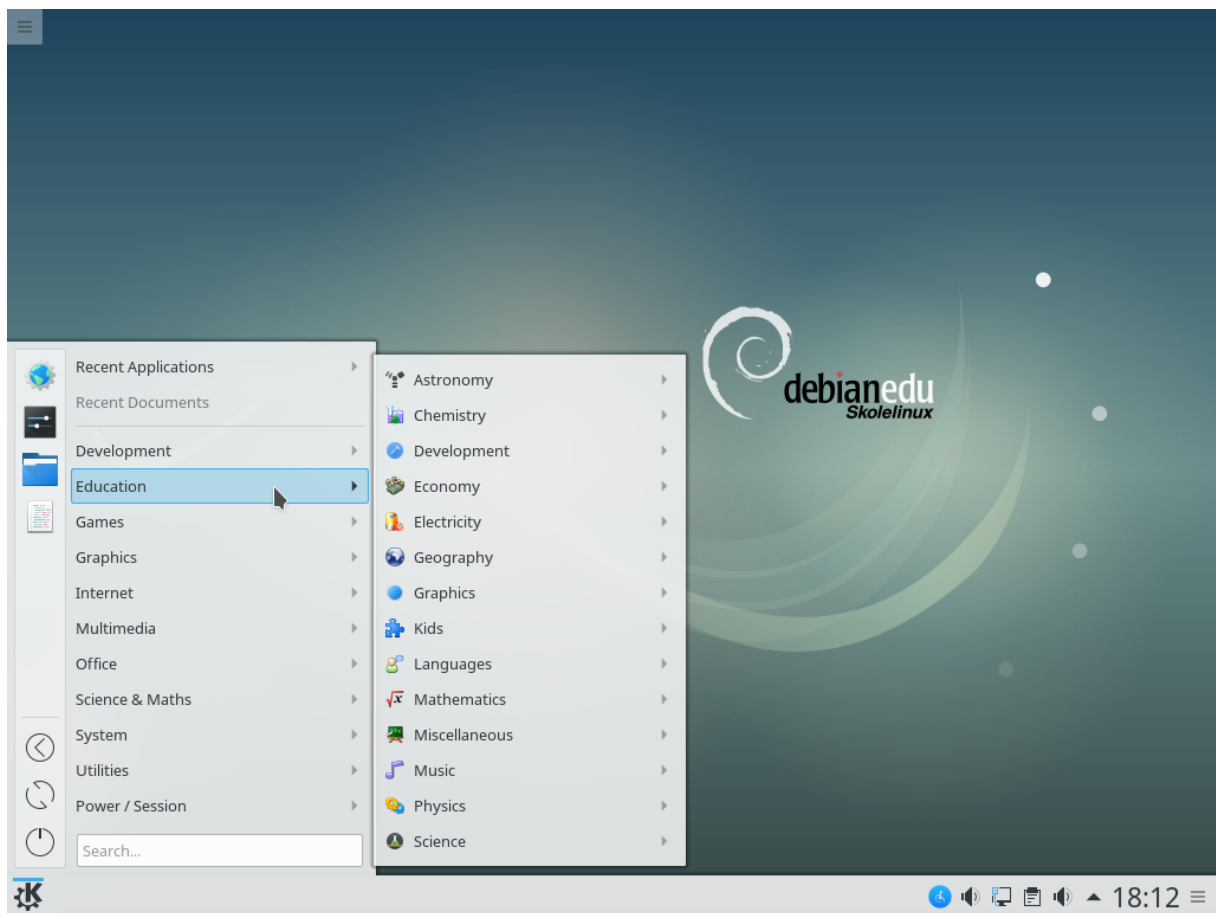 Recent Applications
Recent Documents
Development
Education
Games
Graphics
Internet
Multimedia
Office
Science & Maths
System
Utilities
Power / Session
Search...
Astronomy
Chemistry
Development
Economy
Electricity
Geography
Graphics
Kids
Languages
Mathematics
Miscellaneous
Music
Physics
Science
debianedu
Skolelinux
18:12